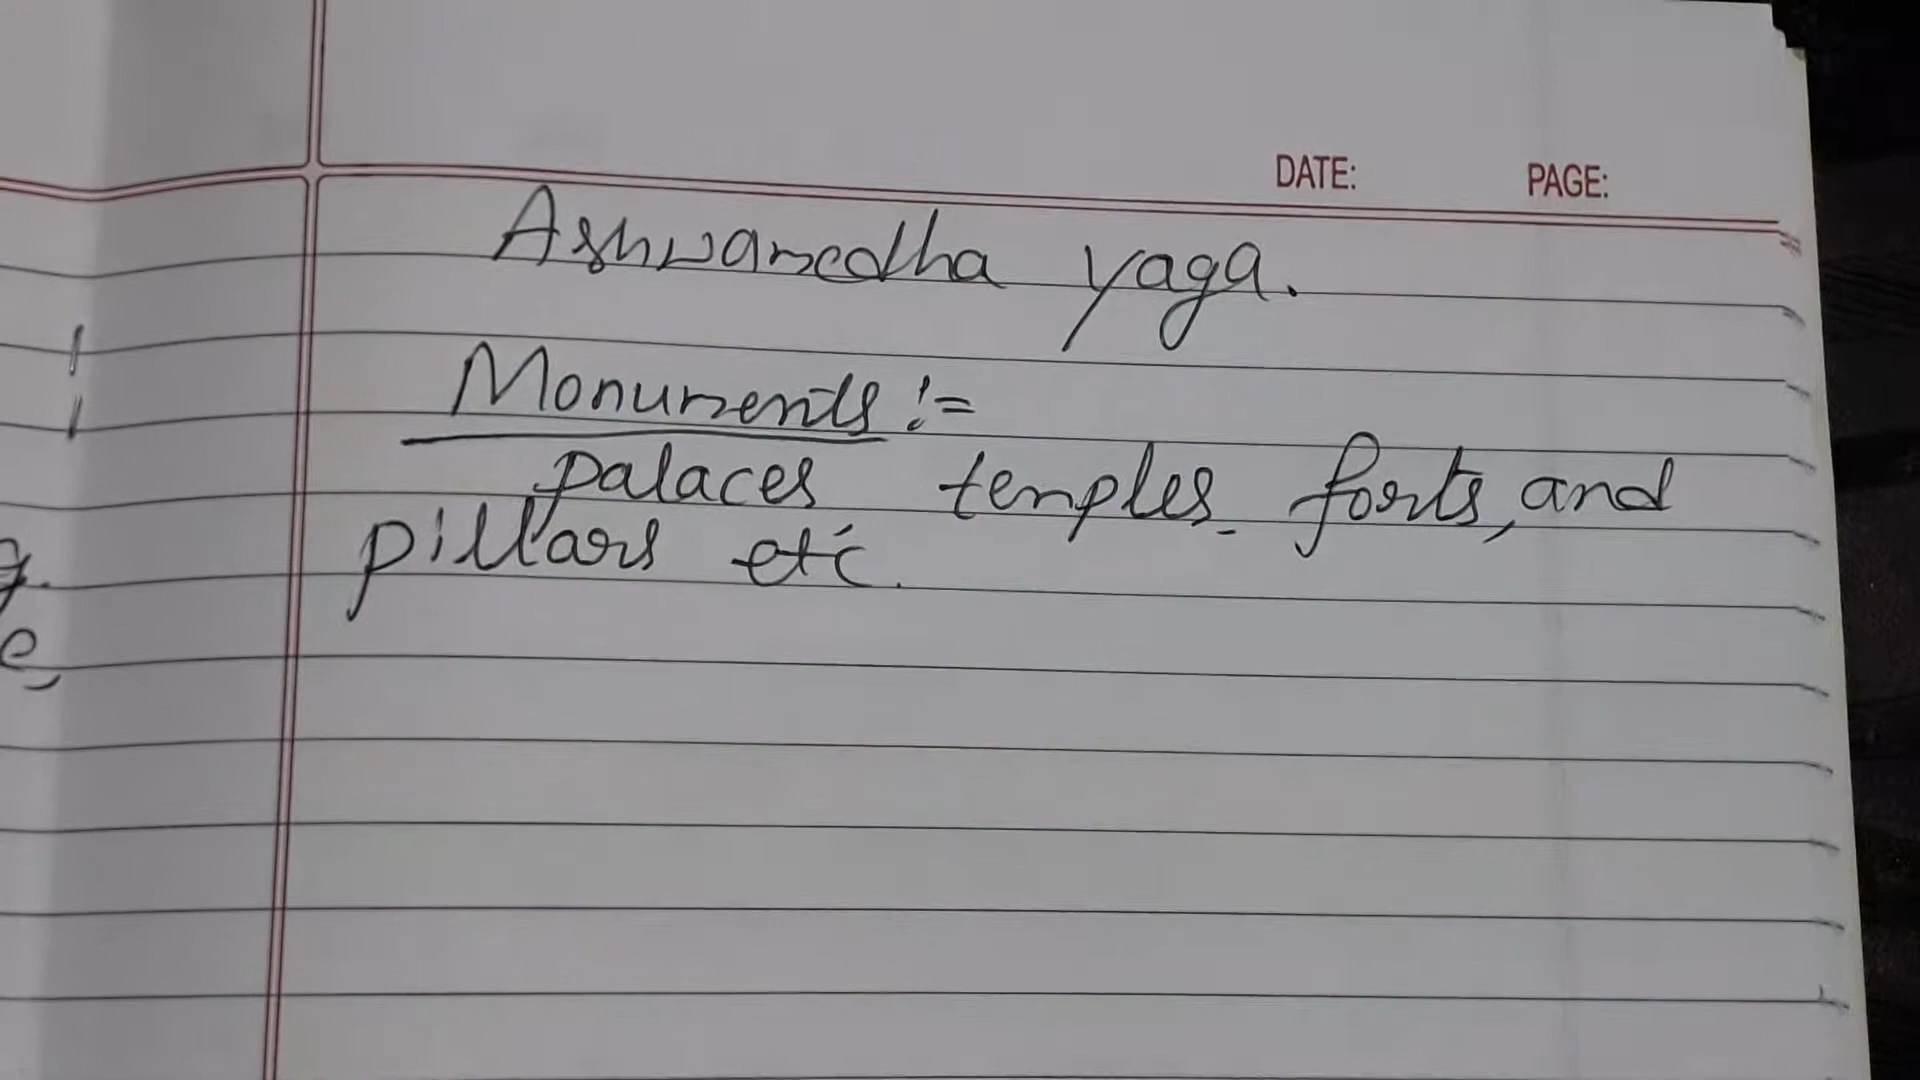 DATE: PAGE:
Ashwamedha yaga.
Monuments :=
palaces temples forts, and
pillars etc.